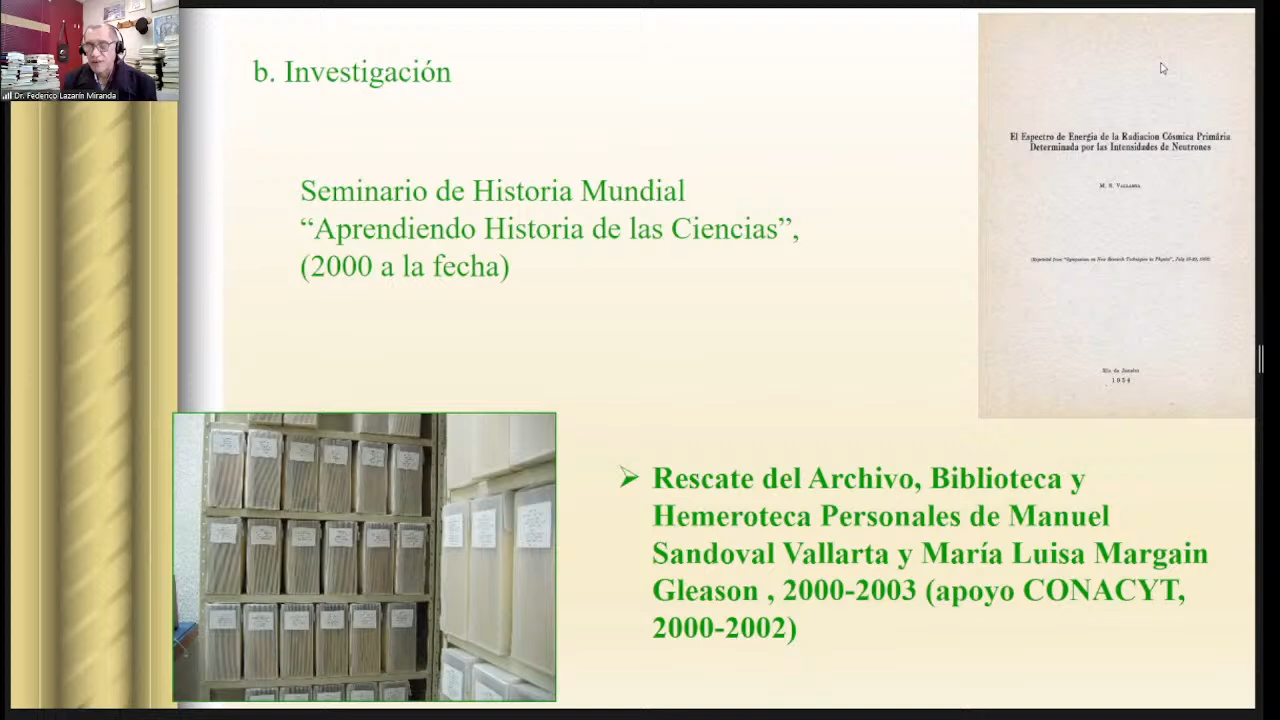 Dr. Federico Lazarín Miranda
b. Investigación
Seminario de Historia Mundial
“Aprendiendo Historia de las Ciencias”,
(2000 a la fecha)
El Espectro de Energía de la Radiacion Cósmica Primária
Determinada por las Intensidades de Neutrones
M. S. Vallarta
Rio de Janeiro
1954
Rescate del Archivo, Biblioteca y
Hemeroteca Personales de Manuel
Sandoval Vallarta y María Luisa Margain
Gleason , 2000-2003 (apoyo CONACYT,
2000-2002)